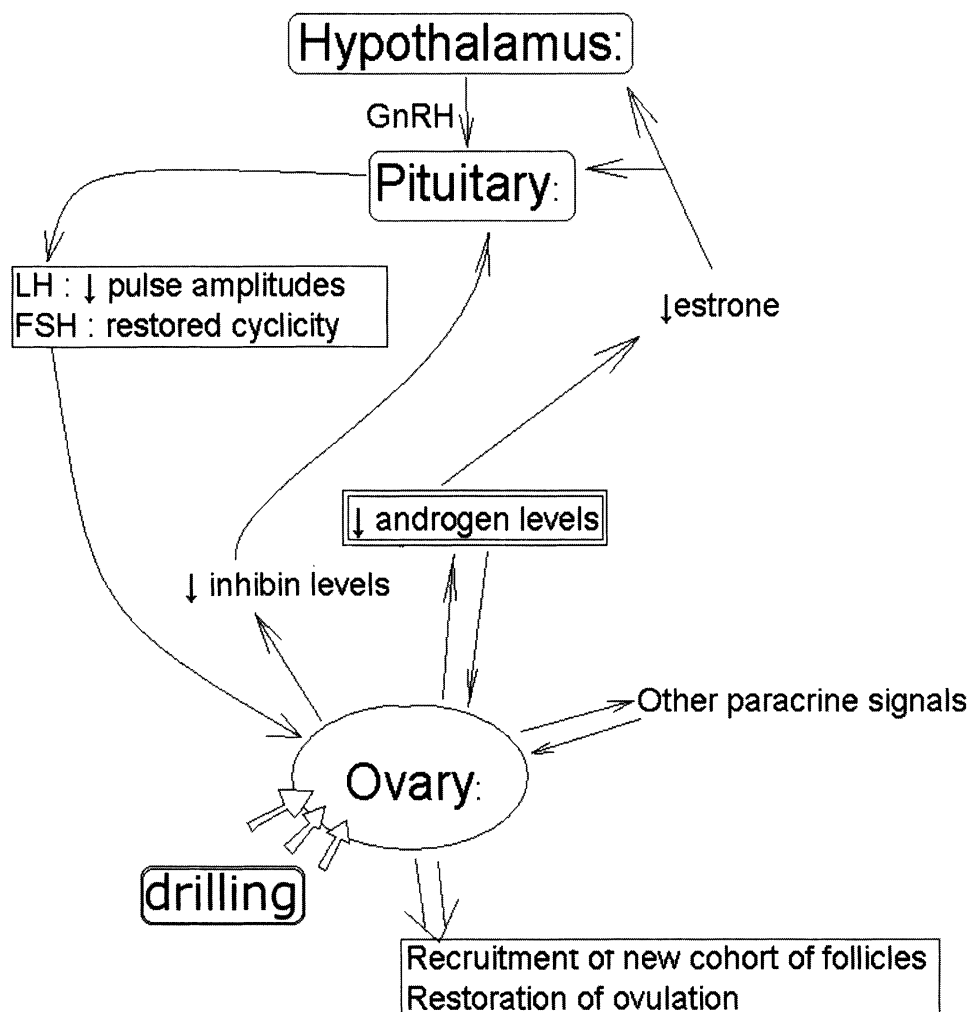 Hypothalamus:
GnRH
Pituitary:
LH : ↓ pulse amplitudes
FSH : restored cyclicity
↓estrone
↓ androgen levels
↓ inhibin levels
Other paracrine signals
Ovary:
drilling
Recruitment of new cohort of follicles
Restoration of ovulation